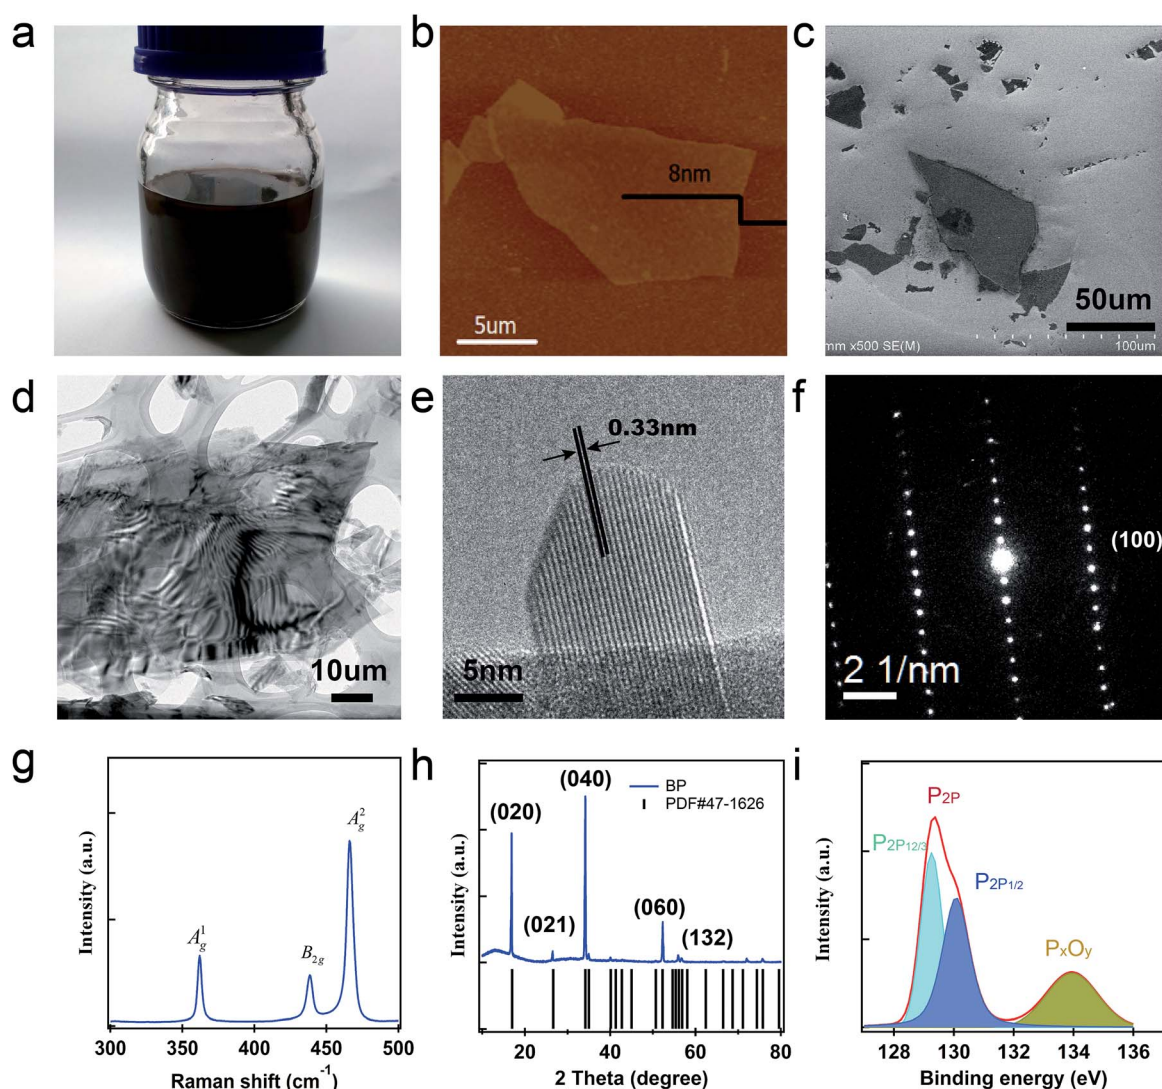 a
b
8nm
5um
c
50um
mm x500 SE(M)
100um
d
10um
e
0.33nm
5nm
f
(100)
2 1/nm
g
Intensity (a.u.)
A¹g
B2g
A²g
300 350 400 450 500
Raman shift (cm⁻¹)
h
Intensity (a.u.)
(020)
(021)
(040)
(060)
(132)
BP
PDF#47-1626
20 40 60 80
2 Theta (degree)
i
Intensity (a.u.)
P2P
P2P12/3
P2P1/2
PxOy
128 130 132 134 136
Binding energy (eV)